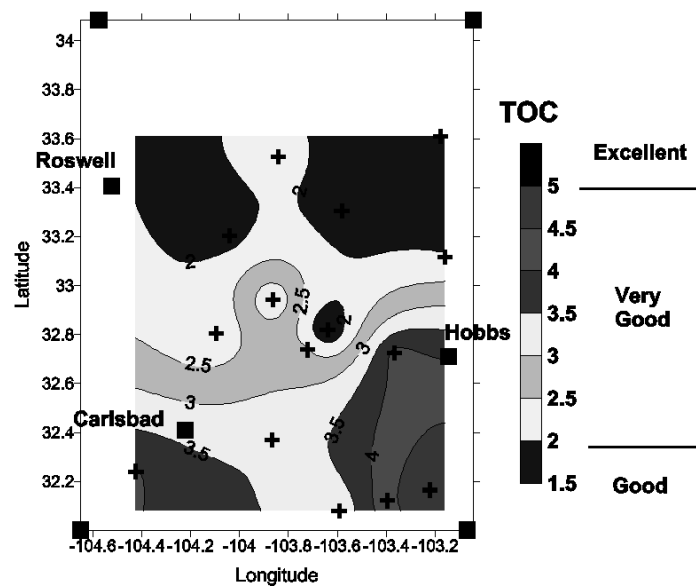 34
33.8
33.6
33.4
33.2
33
32.8
32.6
32.4
32.2
Latitude
-104.6 -104.4 -104.2 -104 -103.8 -103.6 -103.4 -103.2
Longitude
Roswell
Carlsbad
Hobbs
2
2
2.5
2.5
2
3
2.5
3
3.5
3.5
4
TOC
5
4.5
4
3.5
3
2.5
2
1.5
Excellent
Very
Good
Good